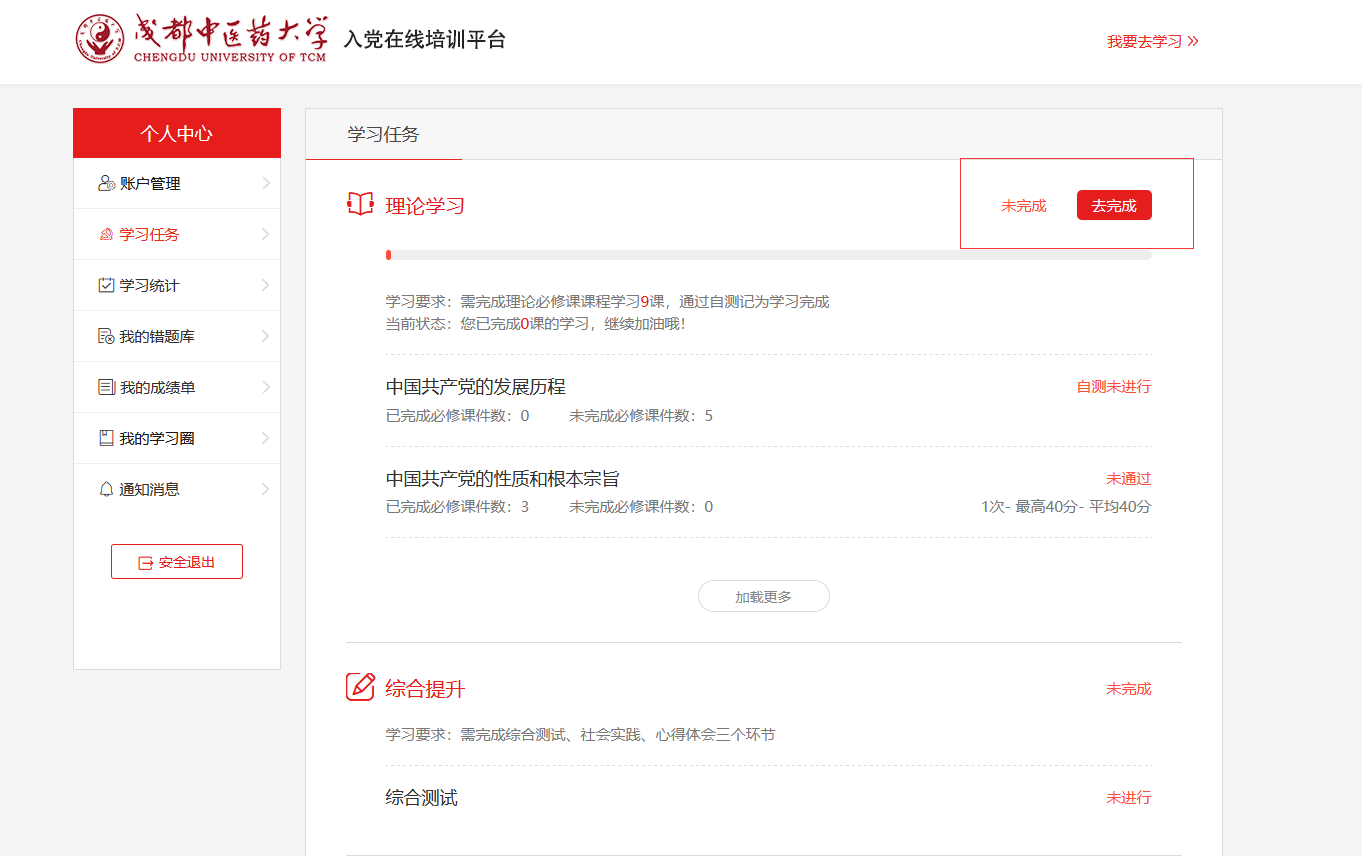 成都中医药大学
CHENGDU UNIVERSITY OF TCM
入党在线培训平台
我要去学习
个人中心
账户管理
学习任务
学习统计
我的错题库
我的成绩单
我的学习圈
通知消息
安全退出
学习任务
理论学习
未完成 去完成
学习要求：需完成理论必修课课程学习9课，通过自测记为学习完成
当前状态：您已完成0课的学习，继续加油哦！
中国共产党的发展历程 自测未进行
已完成必修课件数：0 未完成必修课件数：5
中国共产党的性质和根本宗旨 未通过
已完成必修课件数：3 未完成必修课件数：0 1次- 最高40分- 平均40分
加载更多
综合提升 未完成
学习要求：需完成综合测试、社会实践、心得体会三个环节
综合测试 未进行